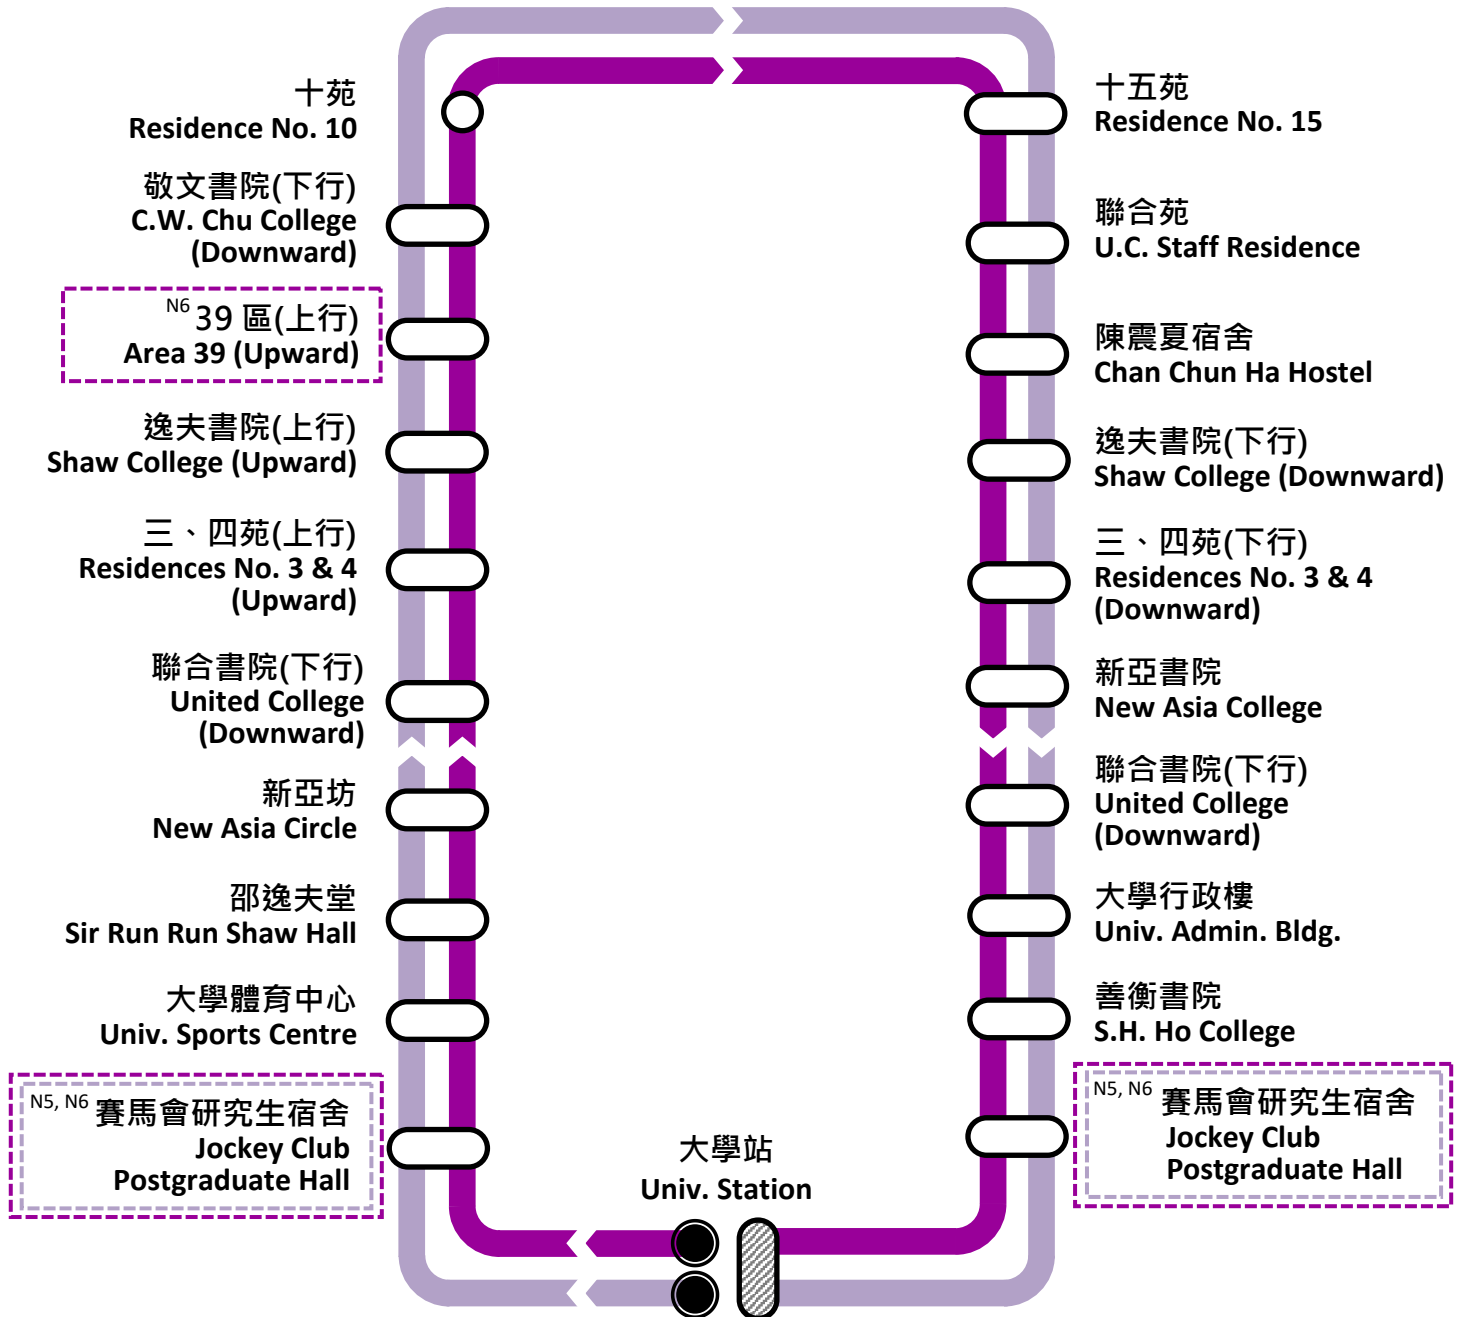 十苑
Residence No. 10
敬文書院(下行)
C.W. Chu College
(Downward)
N6 39 區(上行)
Area 39 (Upward)
逸夫書院(上行)
Shaw College (Upward)
三、四苑(上行)
Residences No. 3 & 4
(Upward)
聯合書院(下行)
United College
(Downward)
新亞坊
New Asia Circle
邵逸夫堂
Sir Run Run Shaw Hall
大學體育中心
Univ. Sports Centre
N5, N6 賽馬會研究生宿舍
Jockey Club
Postgraduate Hall
大學站
Univ. Station
十五苑
Residence No. 15
聯合苑
U.C. Staff Residence
陳震夏宿舍
Chan Chun Ha Hostel
逸夫書院(下行)
Shaw College (Downward)
三、四苑(下行)
Residences No. 3 & 4
(Downward)
新亞書院
New Asia College
聯合書院(下行)
United College
(Downward)
大學行政樓
Univ. Admin. Bldg.
善衡書院
S.H. Ho College
N5, N6 賽馬會研究生宿舍
Jockey Club
Postgraduate Hall